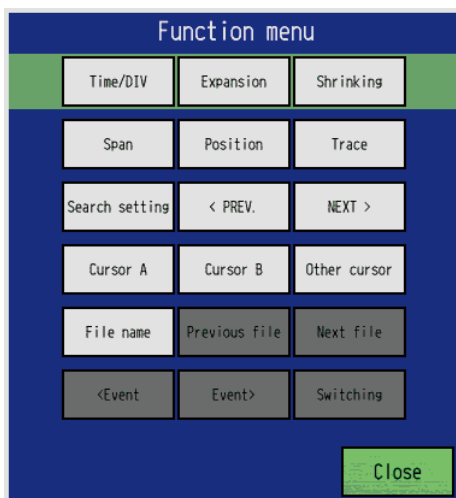 Function menu
Time/DIV Expansion Shrinking
Span Position Trace
Search setting < PREV. NEXT >
Cursor A Cursor B Other cursor
File name Previous file Next file
<Event Event> Switching
Close